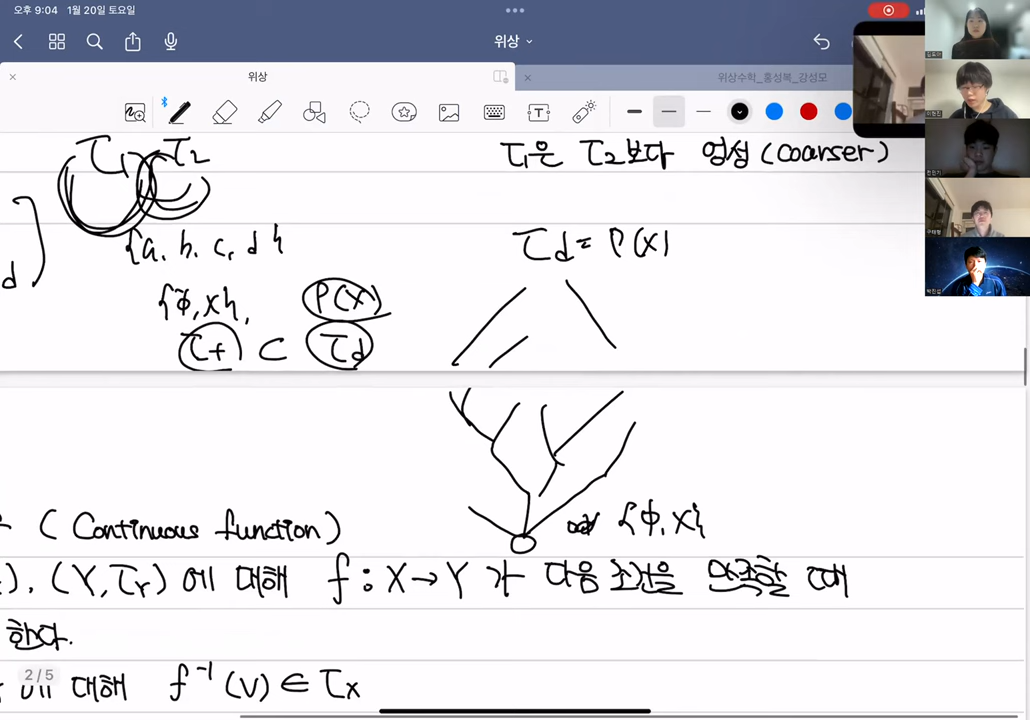 오후 9:04 1월 20일 토요일
위상
위상
위상수학_홍성복_강성모
T
τ₁ τ₂
τ₁은 τ₂보다 엉성 (coarser)
d
{a, b, c, d}
τd = P(X)
{φ, X}, P(X)
τf ⊂ τd
{φ, X}
(Continuous function)
), (Y, τY) 에 대해 f : X → Y 가 다음 조건을 만족할 때
한다.
2/5
에 대해 f⁻¹(V) ∈ τx